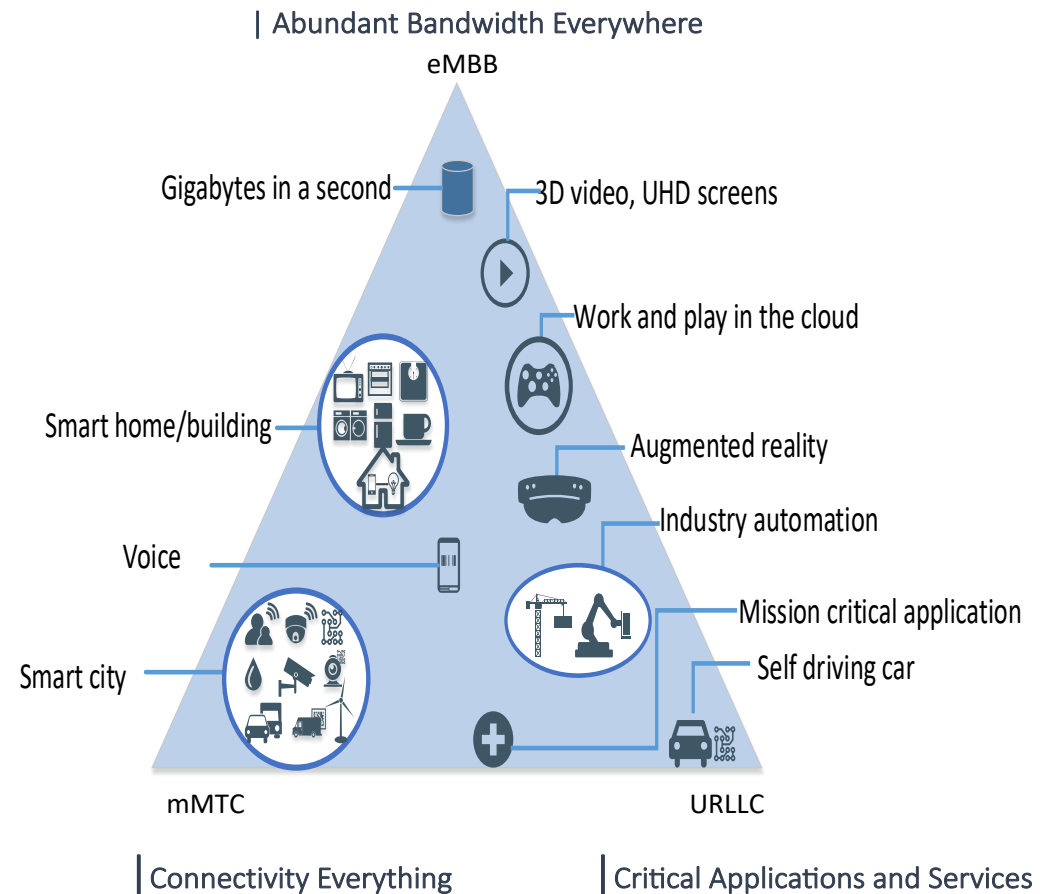 Abundant Bandwidth Everywhere
eMBB
Gigabytes in a second
3D video, UHD screens
Work and play in the cloud
Smart home/building
Augmented reality
Industry automation
Voice
Mission critical application
Self driving car
Smart city
mMTC
URLLC
Connectivity Everything
Critical Applications and Services